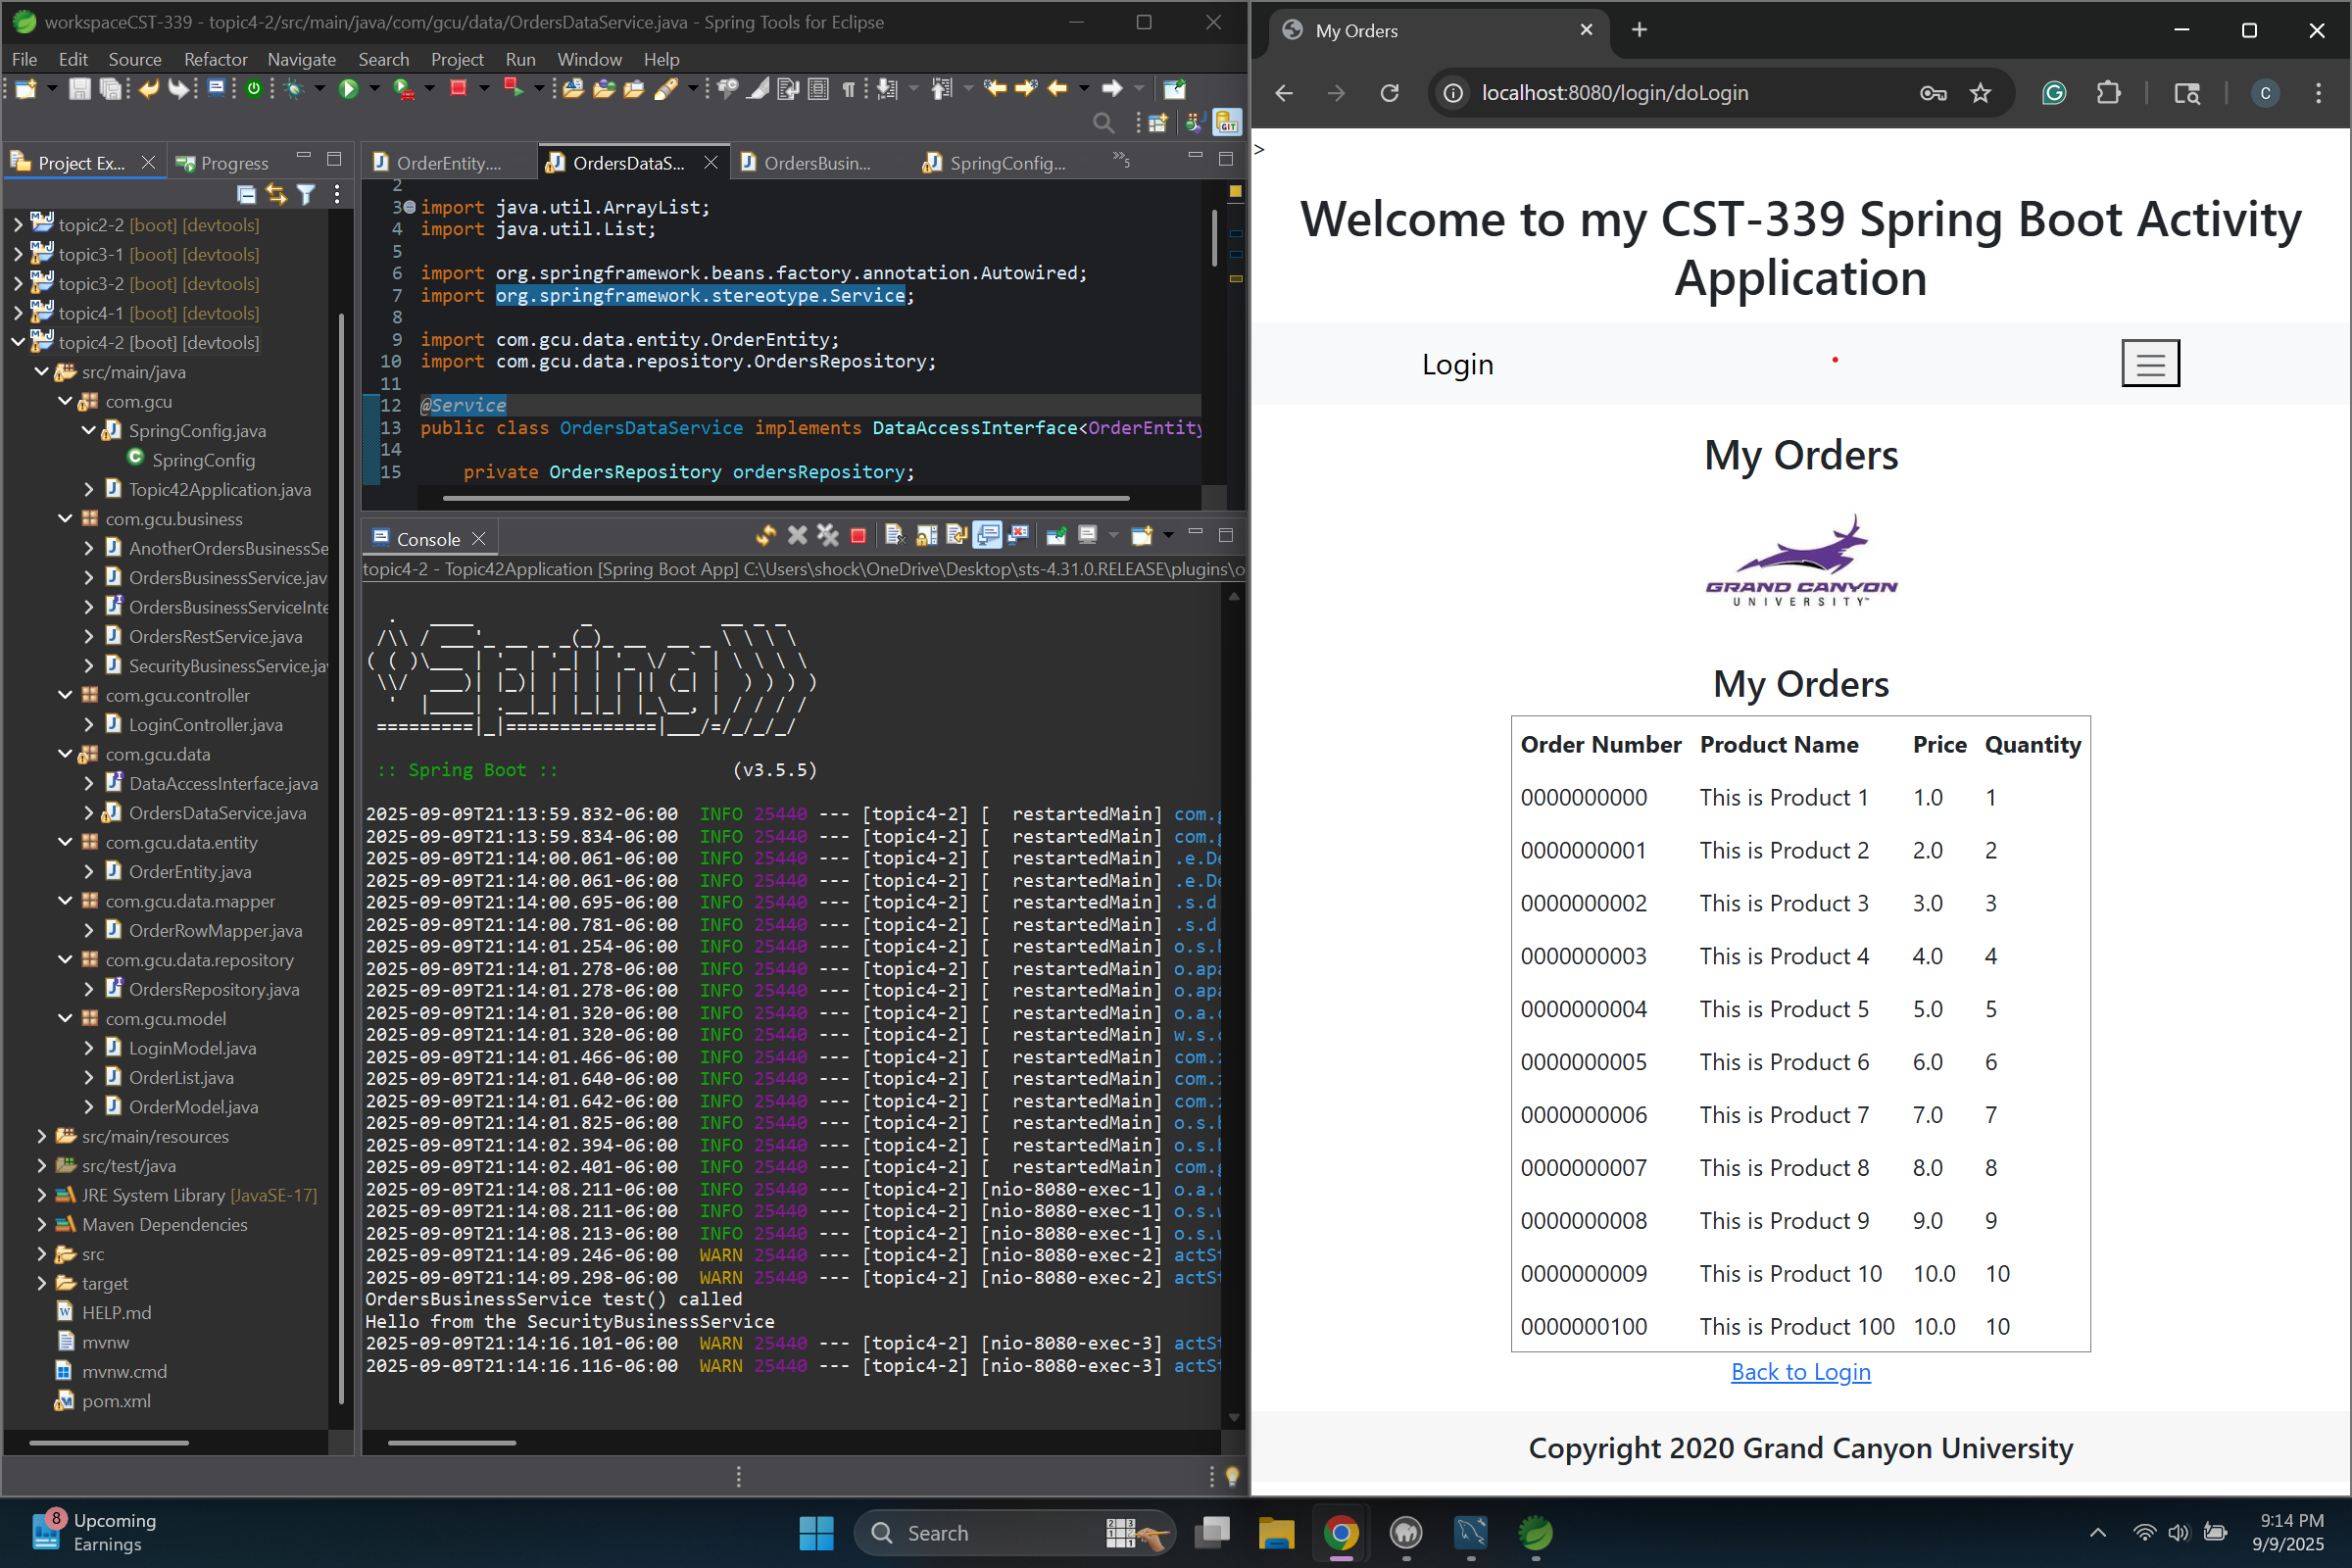 workspaceCST-339 - topic4-2/src/main/java/com/gcu/data/OrdersDataService.java - Spring Tools for Eclipse
File Edit Source Refactor Navigate Search Project Run Window Help
Project Ex...
Progress
topic2-2 [boot] [devtools]
topic3-1 [boot] [devtools]
topic3-2 [boot] [devtools]
topic4-1 [boot] [devtools]
topic4-2 [boot] [devtools]
src/main/java
com.gcu
SpringConfig.java
SpringConfig
Topic42Application.java
com.gcu.business
AnotherOrdersBusinessSe
OrdersBusinessService.jav
OrdersBusinessServiceInte
OrdersRestService.java
SecurityBusinessService.ja
com.gcu.controller
LoginController.java
com.gcu.data
DataAccessInterface.java
OrdersDataService.java
com.gcu.data.entity
OrderEntity.java
com.gcu.data.mapper
OrderRowMapper.java
com.gcu.data.repository
OrdersRepository.java
com.gcu.model
LoginModel.java
OrderList.java
OrderModel.java
src/main/resources
src/test/java
JRE System Library [JavaSE-17]
Maven Dependencies
src
target
HELP.md
mvnw
mvnw.cmd
pom.xml
OrderEntity....
OrdersDataS...
OrdersBusin...
SpringConfig...
»5
2
3 import java.util.ArrayList;
4 import java.util.List;
5
6 import org.springframework.beans.factory.annotation.Autowired;
7 import org.springframework.stereotype.Service;
8
9 import com.gcu.data.entity.OrderEntity;
10 import com.gcu.data.repository.OrdersRepository;
11
12 @Service
13 public class OrdersDataService implements DataAccessInterface<OrderEntity
14
15 private OrdersRepository ordersRepository;
Console
topic4-2 - Topic42Application [Spring Boot App] C:\Users\shock\OneDrive\Desktop\sts-4.31.0.RELEASE\plugins\o
Spring
:: Spring Boot :: (v3.5.5)
2025-09-09T21:13:59.832-06:00 INFO 25440 --- [topic4-2] [ restartedMain] com.g
2025-09-09T21:13:59.834-06:00 INFO 25440 --- [topic4-2] [ restartedMain] com.g
2025-09-09T21:14:00.061-06:00 INFO 25440 --- [topic4-2] [ restartedMain] .e.De
2025-09-09T21:14:00.061-06:00 INFO 25440 --- [topic4-2] [ restartedMain] .e.De
2025-09-09T21:14:00.695-06:00 INFO 25440 --- [topic4-2] [ restartedMain] .s.d
2025-09-09T21:14:00.781-06:00 INFO 25440 --- [topic4-2] [ restartedMain] .s.d
2025-09-09T21:14:01.254-06:00 INFO 25440 --- [topic4-2] [ restartedMain] o.s.b
2025-09-09T21:14:01.278-06:00 INFO 25440 --- [topic4-2] [ restartedMain] o.apa
2025-09-09T21:14:01.278-06:00 INFO 25440 --- [topic4-2] [ restartedMain] o.apa
2025-09-09T21:14:01.320-06:00 INFO 25440 --- [topic4-2] [ restartedMain] o.a.c
2025-09-09T21:14:01.320-06:00 INFO 25440 --- [topic4-2] [ restartedMain] w.s.c
2025-09-09T21:14:01.466-06:00 INFO 25440 --- [topic4-2] [ restartedMain] com.z
2025-09-09T21:14:01.640-06:00 INFO 25440 --- [topic4-2] [ restartedMain] com.z
2025-09-09T21:14:01.642-06:00 INFO 25440 --- [topic4-2] [ restartedMain] com.z
2025-09-09T21:14:01.825-06:00 INFO 25440 --- [topic4-2] [ restartedMain] o.s.b
2025-09-09T21:14:02.394-06:00 INFO 25440 --- [topic4-2] [ restartedMain] o.s.b
2025-09-09T21:14:02.401-06:00 INFO 25440 --- [topic4-2] [ restartedMain] com.g
2025-09-09T21:14:08.211-06:00 INFO 25440 --- [topic4-2] [nio-8080-exec-1] o.a.c
2025-09-09T21:14:08.211-06:00 INFO 25440 --- [topic4-2] [nio-8080-exec-1] o.s.w
2025-09-09T21:14:08.213-06:00 INFO 25440 --- [topic4-2] [nio-8080-exec-1] o.s.w
2025-09-09T21:14:09.246-06:00 WARN 25440 --- [topic4-2] [nio-8080-exec-2] actSt
2025-09-09T21:14:09.298-06:00 WARN 25440 --- [topic4-2] [nio-8080-exec-2] actSt
OrdersBusinessService test() called
Hello from the SecurityBusinessService
2025-09-09T21:14:16.101-06:00 WARN 25440 --- [topic4-2] [nio-8080-exec-3] actSt
2025-09-09T21:14:16.116-06:00 WARN 25440 --- [topic4-2] [nio-8080-exec-3] actSt
My Orders
localhost:8080/login/doLogin
C
>
Welcome to my CST-339 Spring Boot Activity
Application
Login
My Orders
GRAND CANYON
UNIVERSITY™
My Orders
Order Number Product Name Price Quantity
0000000000 This is Product 1 1.0 1
0000000001 This is Product 2 2.0 2
0000000002 This is Product 3 3.0 3
0000000003 This is Product 4 4.0 4
0000000004 This is Product 5 5.0 5
0000000005 This is Product 6 6.0 6
0000000006 This is Product 7 7.0 7
0000000007 This is Product 8 8.0 8
0000000008 This is Product 9 9.0 9
0000000009 This is Product 10 10.0 10
0000000100 This is Product 100 10.0 10
Back to Login
Copyright 2020 Grand Canyon University
8
Upcoming
Earnings
Search
9:14 PM
9/9/2025